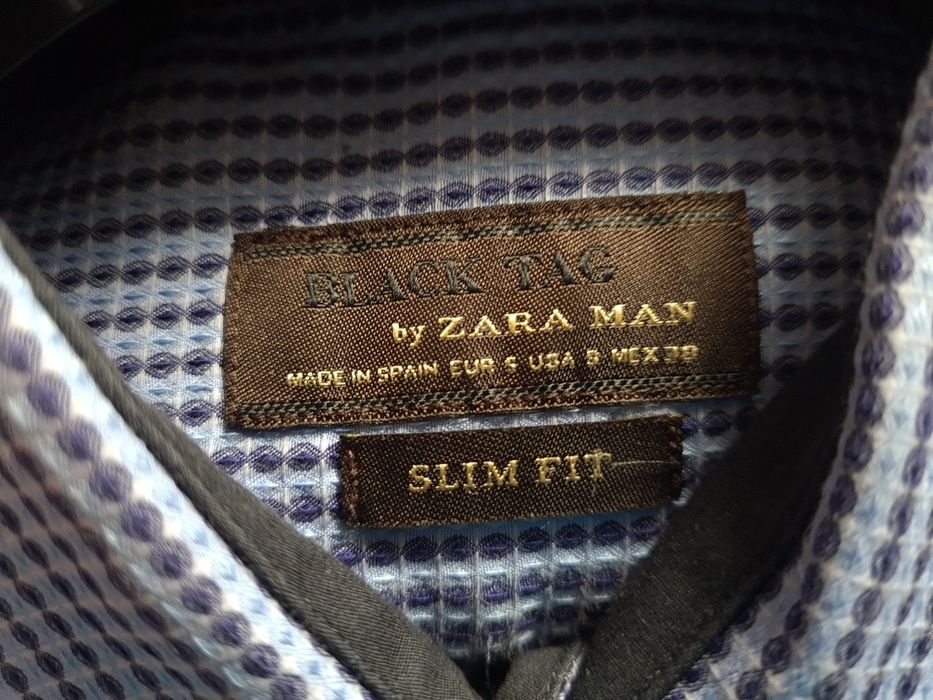 BLACK TAG
by ZARA MAN
MADE IN SPAIN EUR S USA S MEX 38
SLIM FIT